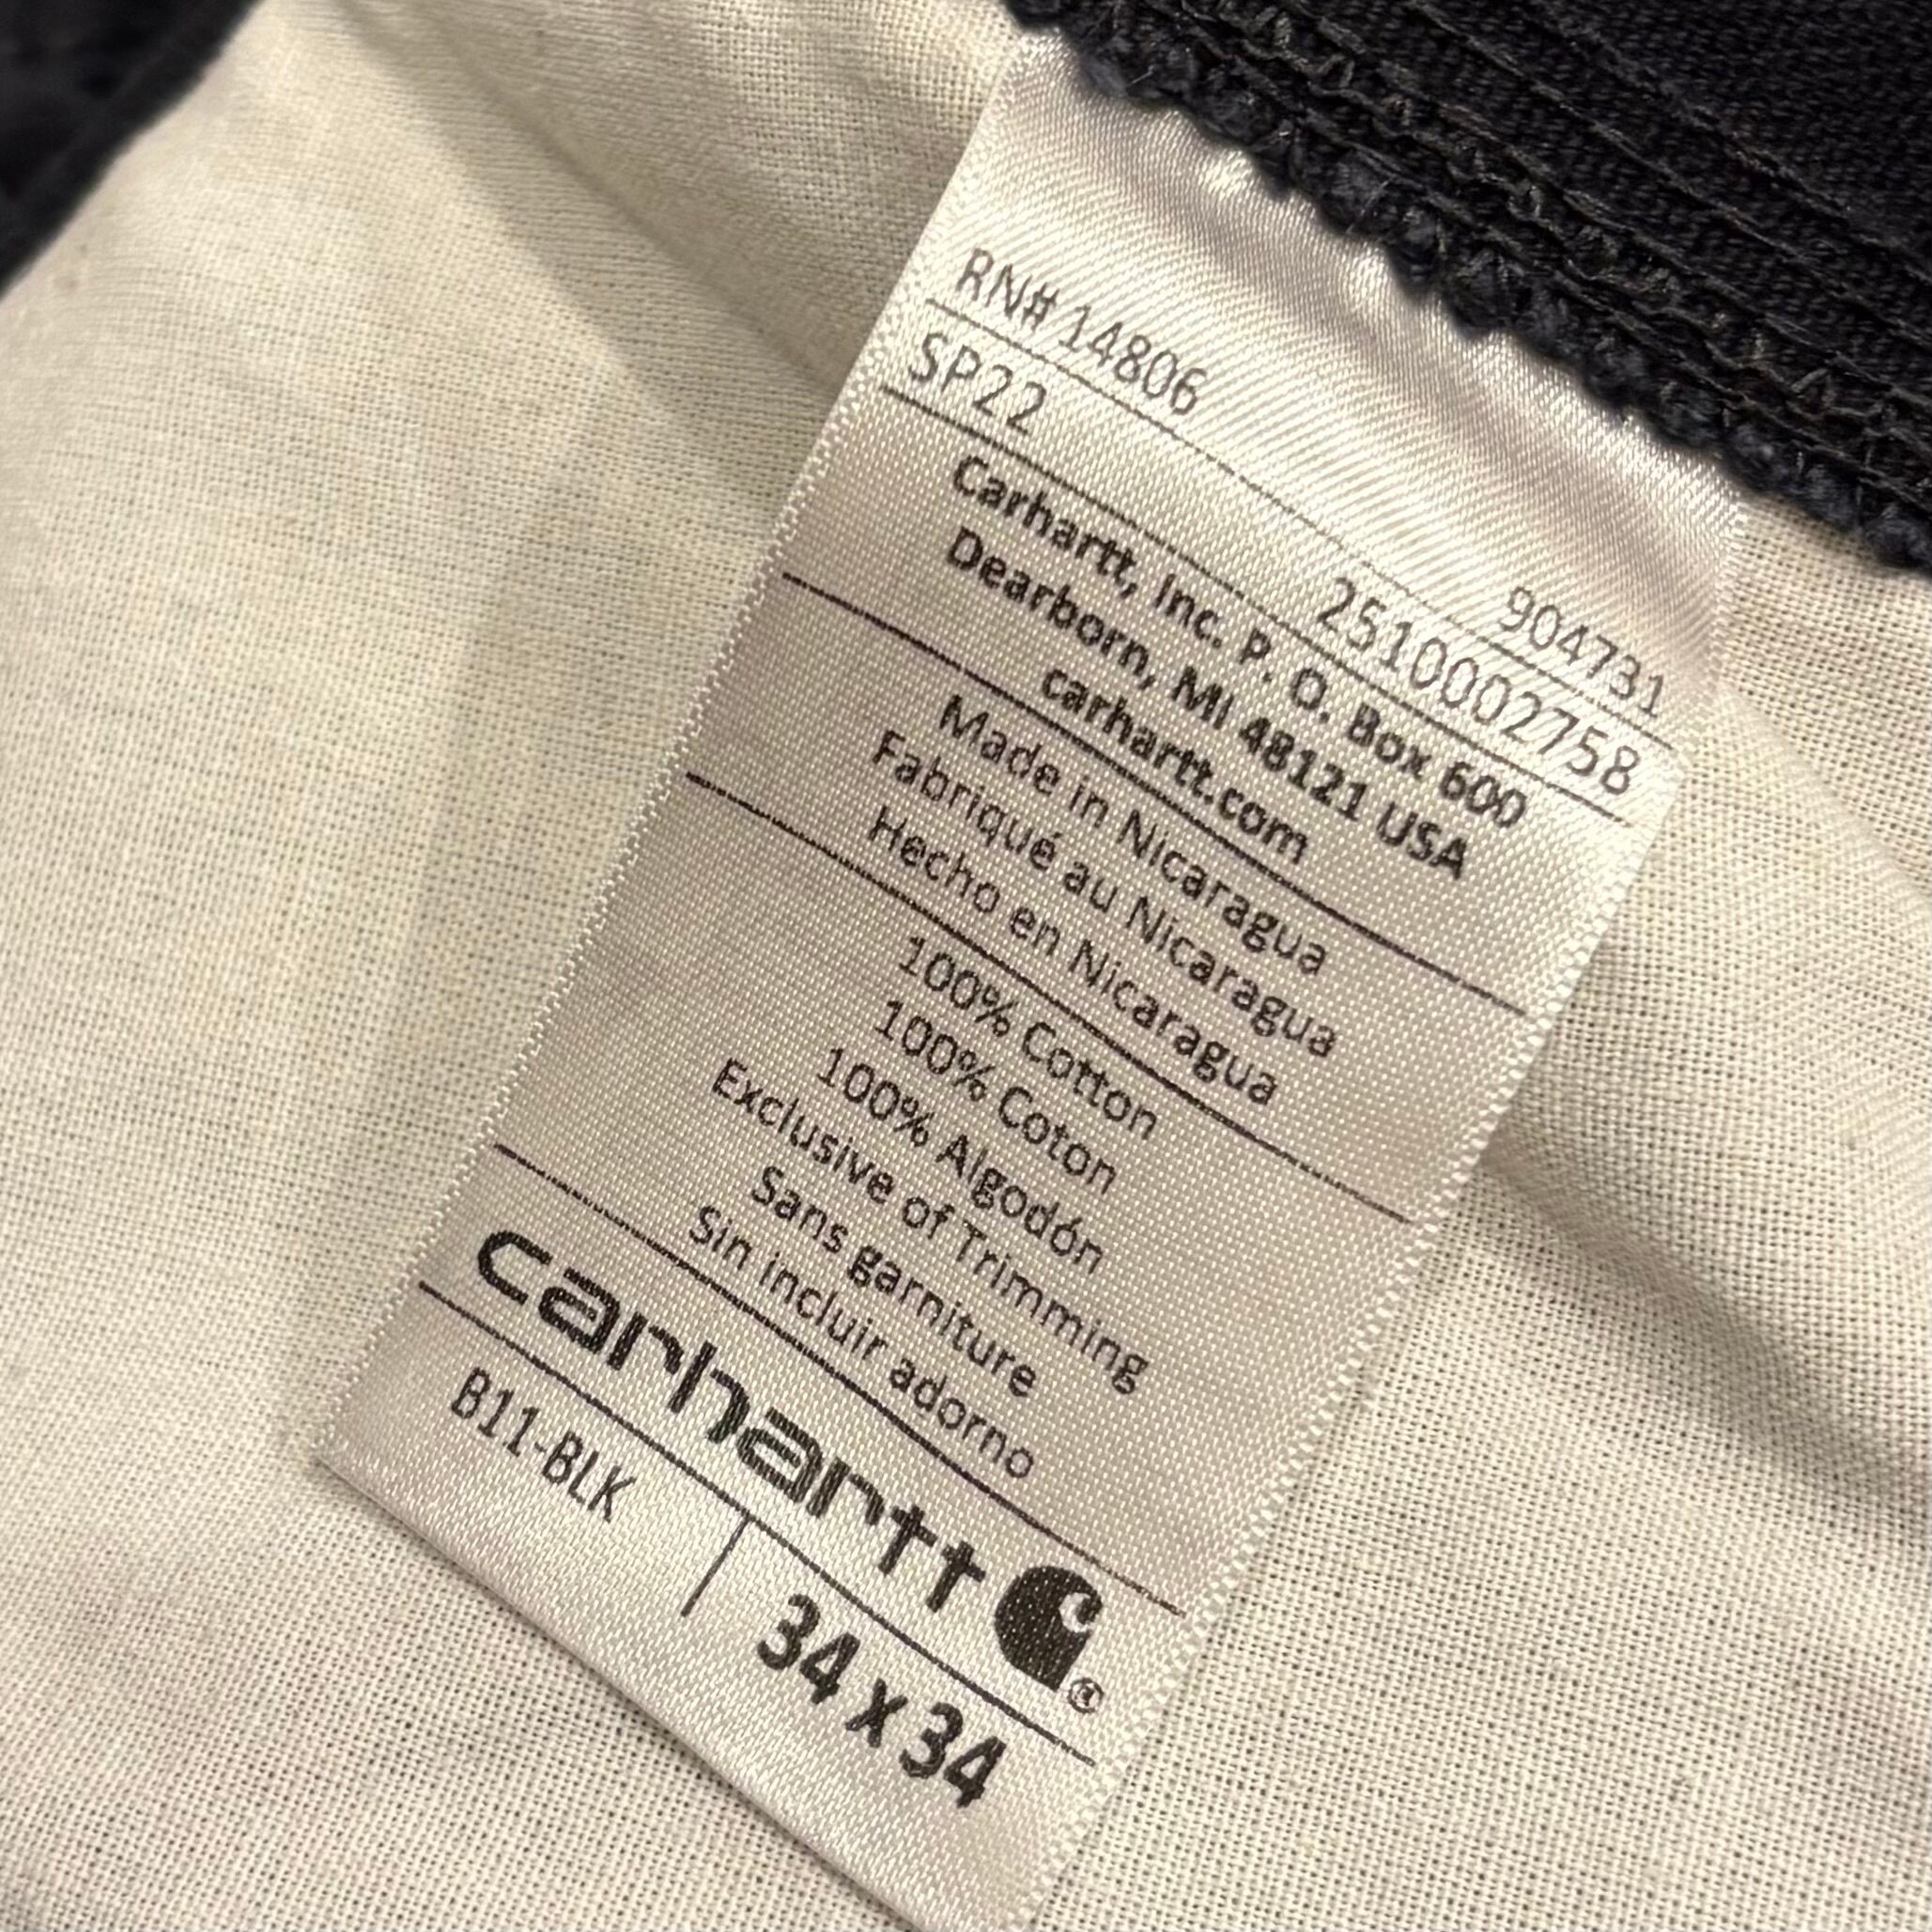 RN# 14806 904731
SP22 2510002758
Carhartt, Inc. P. O. Box 600
Dearborn, MI 48121 USA
carhartt.com
Made in Nicaragua
Fabriqué au Nicaragua
Hecho en Nicaragua
100% Cotton
100% Coton
100% Algodón
Exclusive of Trimming
Sans garniture
Sin incluir adorno
carhartt ®
B11-BLK 34 x 34